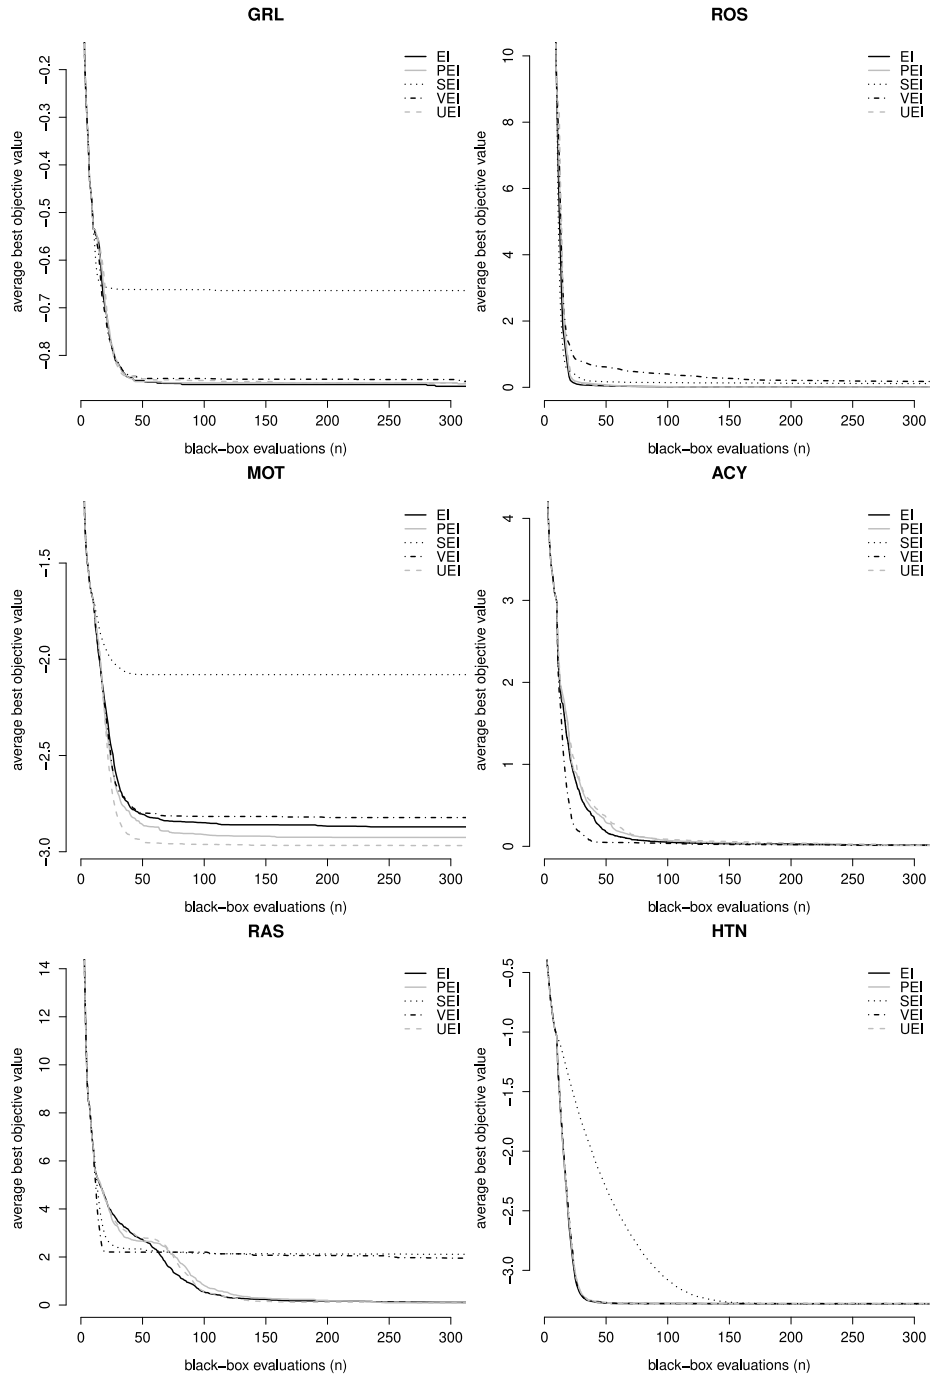 GRL
average best objective value
−0.2
−0.3
−0.4
−0.5
−0.6
−0.7
−0.8
EI
PEI
SEI
VEI
UEI
0 50 100 150 200 250 300
black−box evaluations (n)
ROS
average best objective value
10
8
6
4
2
0
EI
PEI
SEI
VEI
UEI
0 50 100 150 200 250 300
black−box evaluations (n)
MOT
average best objective value
−1.5
−2.0
−2.5
−3.0
EI
PEI
SEI
VEI
UEI
0 50 100 150 200 250 300
black−box evaluations (n)
ACY
average best objective value
4
3
2
1
0
EI
PEI
SEI
VEI
UEI
0 50 100 150 200 250 300
black−box evaluations (n)
RAS
average best objective value
14
12
10
8
6
4
2
0
EI
PEI
SEI
VEI
UEI
0 50 100 150 200 250 300
black−box evaluations (n)
HTN
average best objective value
−0.5
−1.0
−1.5
−2.0
−2.5
−3.0
EI
PEI
SEI
VEI
UEI
0 50 100 150 200 250 300
black−box evaluations (n)